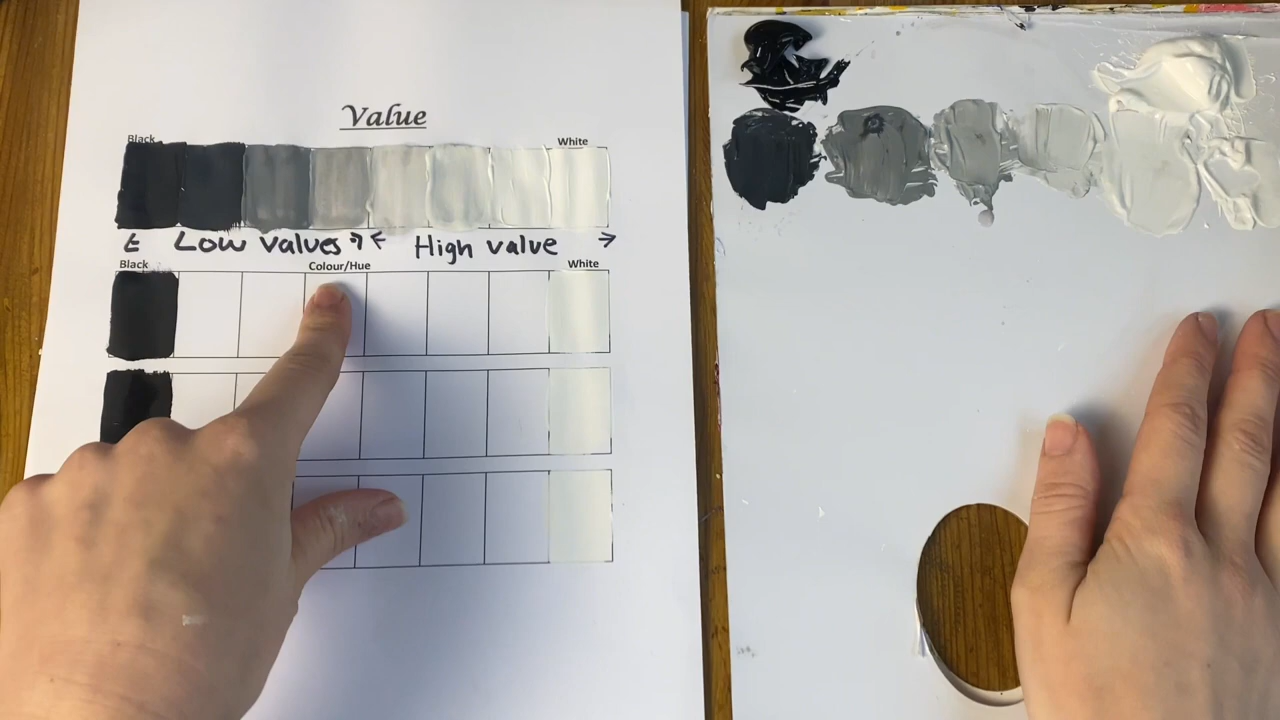 Value
Black White
← Low values → ← High value →
Black Colour/Hue White